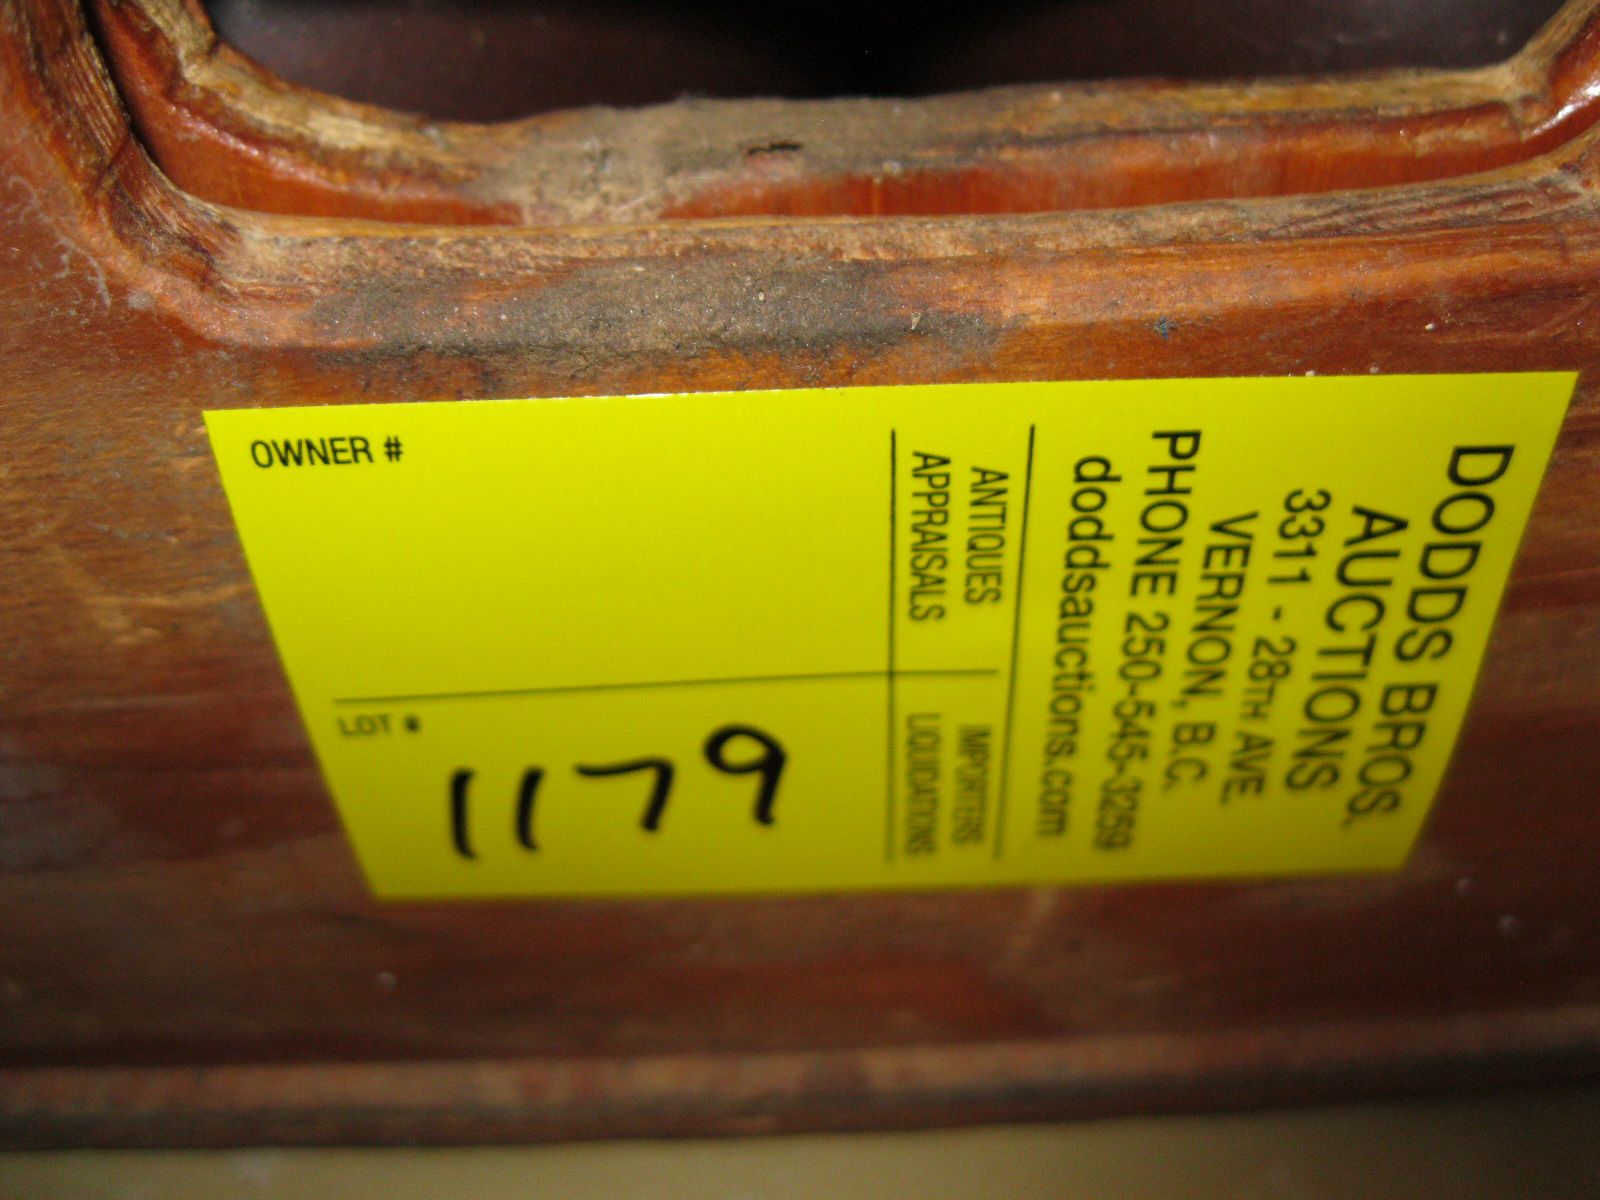 DODDS BROS.
AUCTIONS
3311 - 28TH AVE.
VERNON, B.C.
PHONE 250-545-3259
doddsauctions.com
ANTIQUES
APPRAISALS
IMPORTERS
LIQUIDATIONS
OWNER #
LOT #
1179